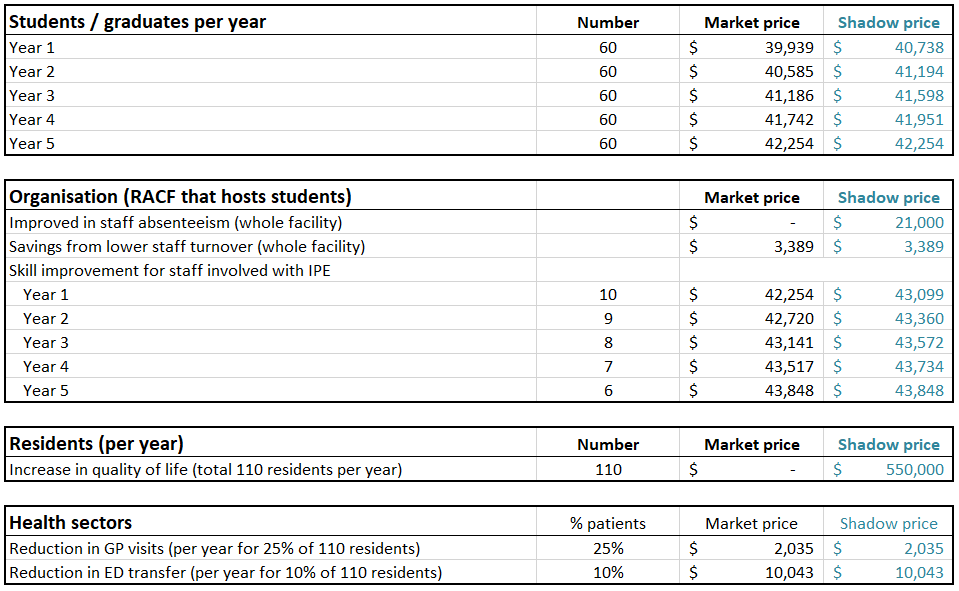 Students / graduates per year Number Market price Shadow price
Year 1 60 $ 39,939 $ 40,738
Year 2 60 $ 40,585 $ 41,194
Year 3 60 $ 41,186 $ 41,598
Year 4 60 $ 41,742 $ 41,951
Year 5 60 $ 42,254 $ 42,254
Organisation (RACF that hosts students) Market price Shadow price
Improved in staff absenteeism (whole facility) $ - $ 21,000
Savings from lower staff turnover (whole facility) $ 3,389 $ 3,389
Skill improvement for staff involved with IPE
Year 1 10 $ 42,254 $ 43,099
Year 2 9 $ 42,720 $ 43,360
Year 3 8 $ 43,141 $ 43,572
Year 4 7 $ 43,517 $ 43,734
Year 5 6 $ 43,848 $ 43,848
Residents (per year) Number Market price Shadow price
Increase in quality of life (total 110 residents per year) 110 $ - $ 550,000
Health sectors % patients Market price Shadow price
Reduction in GP visits (per year for 25% of 110 residents) 25% $ 2,035 $ 2,035
Reduction in ED transfer (per year for 10% of 110 residents) 10% $ 10,043 $ 10,043